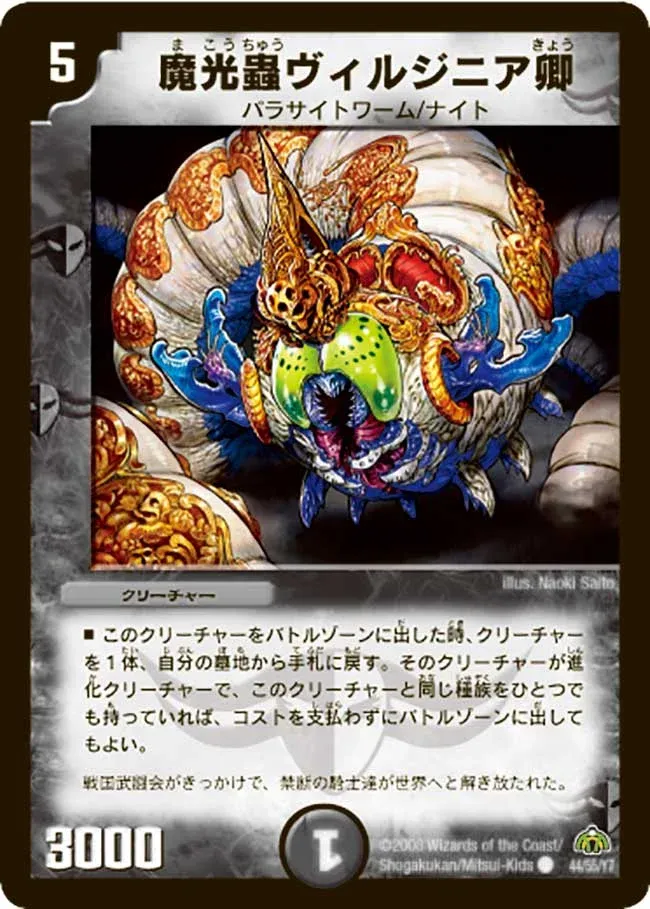 5
ま こうちゅう きょう
魔光蟲ヴィルジニア卿
パラサイトワーム/ナイト
illus. Naoki Saito
クリーチャー
■ このクリーチャーをバトルゾーンに出した時、クリーチャー
を1体、自分の墓地から手札に戻す。そのクリーチャーが進
化クリーチャーで、このクリーチャーと同じ種族をひとつで
も持っていれば、コストを支払わずにバトルゾーンに出して
もよい。
戦国武闘会がきっかけで、禁断の騎士達が世界へと解き放たれた。
3000
1
©2008 Wizards of the Coast/
Shogakukan/Mitsui-Kids
44/55/Y7